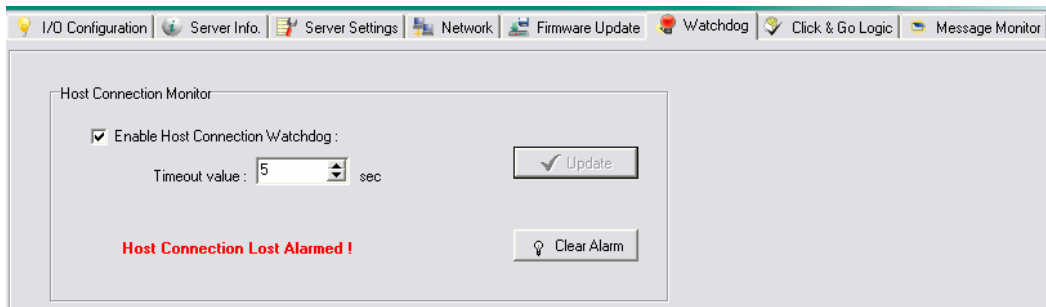 I/O Configuration Server Info. Server Settings Network Firmware Update Watchdog Click & Go Logic Message Monitor
Host Connection Monitor
Enable Host Connection Watchdog :
Timeout value : 5 sec
Update
Host Connection Lost Alarmed !
Clear Alarm